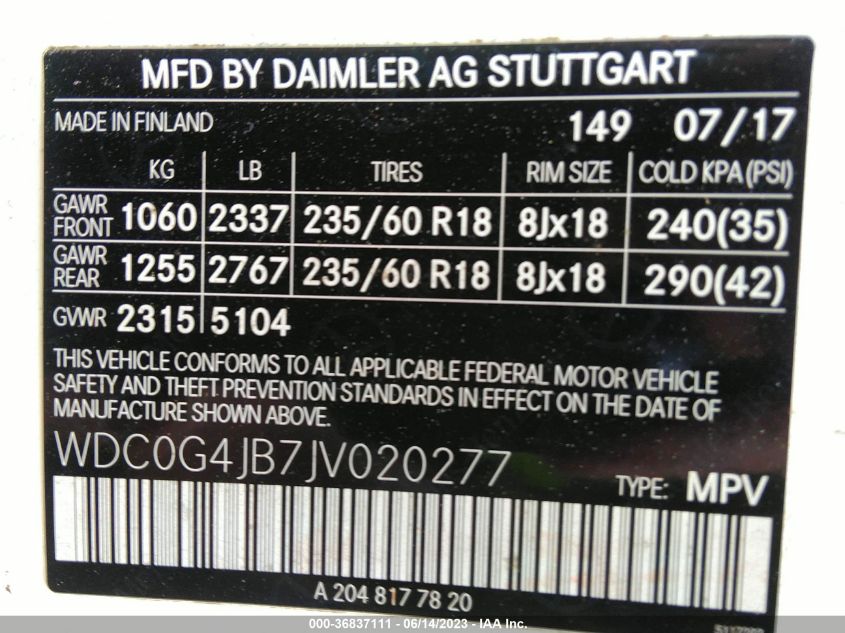 MFD BY DAIMLER AG STUTTGART
MADE IN FINLAND 149 07/17
KG LB TIRES RIM SIZE COLD KPA (PSI)
GAWR FRONT 1060 2337 235/60 R18 8Jx18 240(35)
GAWR REAR 1255 2767 235/60 R18 8Jx18 290(42)
GVWR 2315 5104
THIS VEHICLE CONFORMS TO ALL APPLICABLE FEDERAL MOTOR VEHICLE
SAFETY AND THEFT PREVENTION STANDARDS IN EFFECT ON THE DATE OF
MANUFACTURE SHOWN ABOVE.
WDC0G4JB7JV020277
TYPE: MPV
A 204 817 78 20
000-36837111 - 06/14/2023 - IAA Inc.